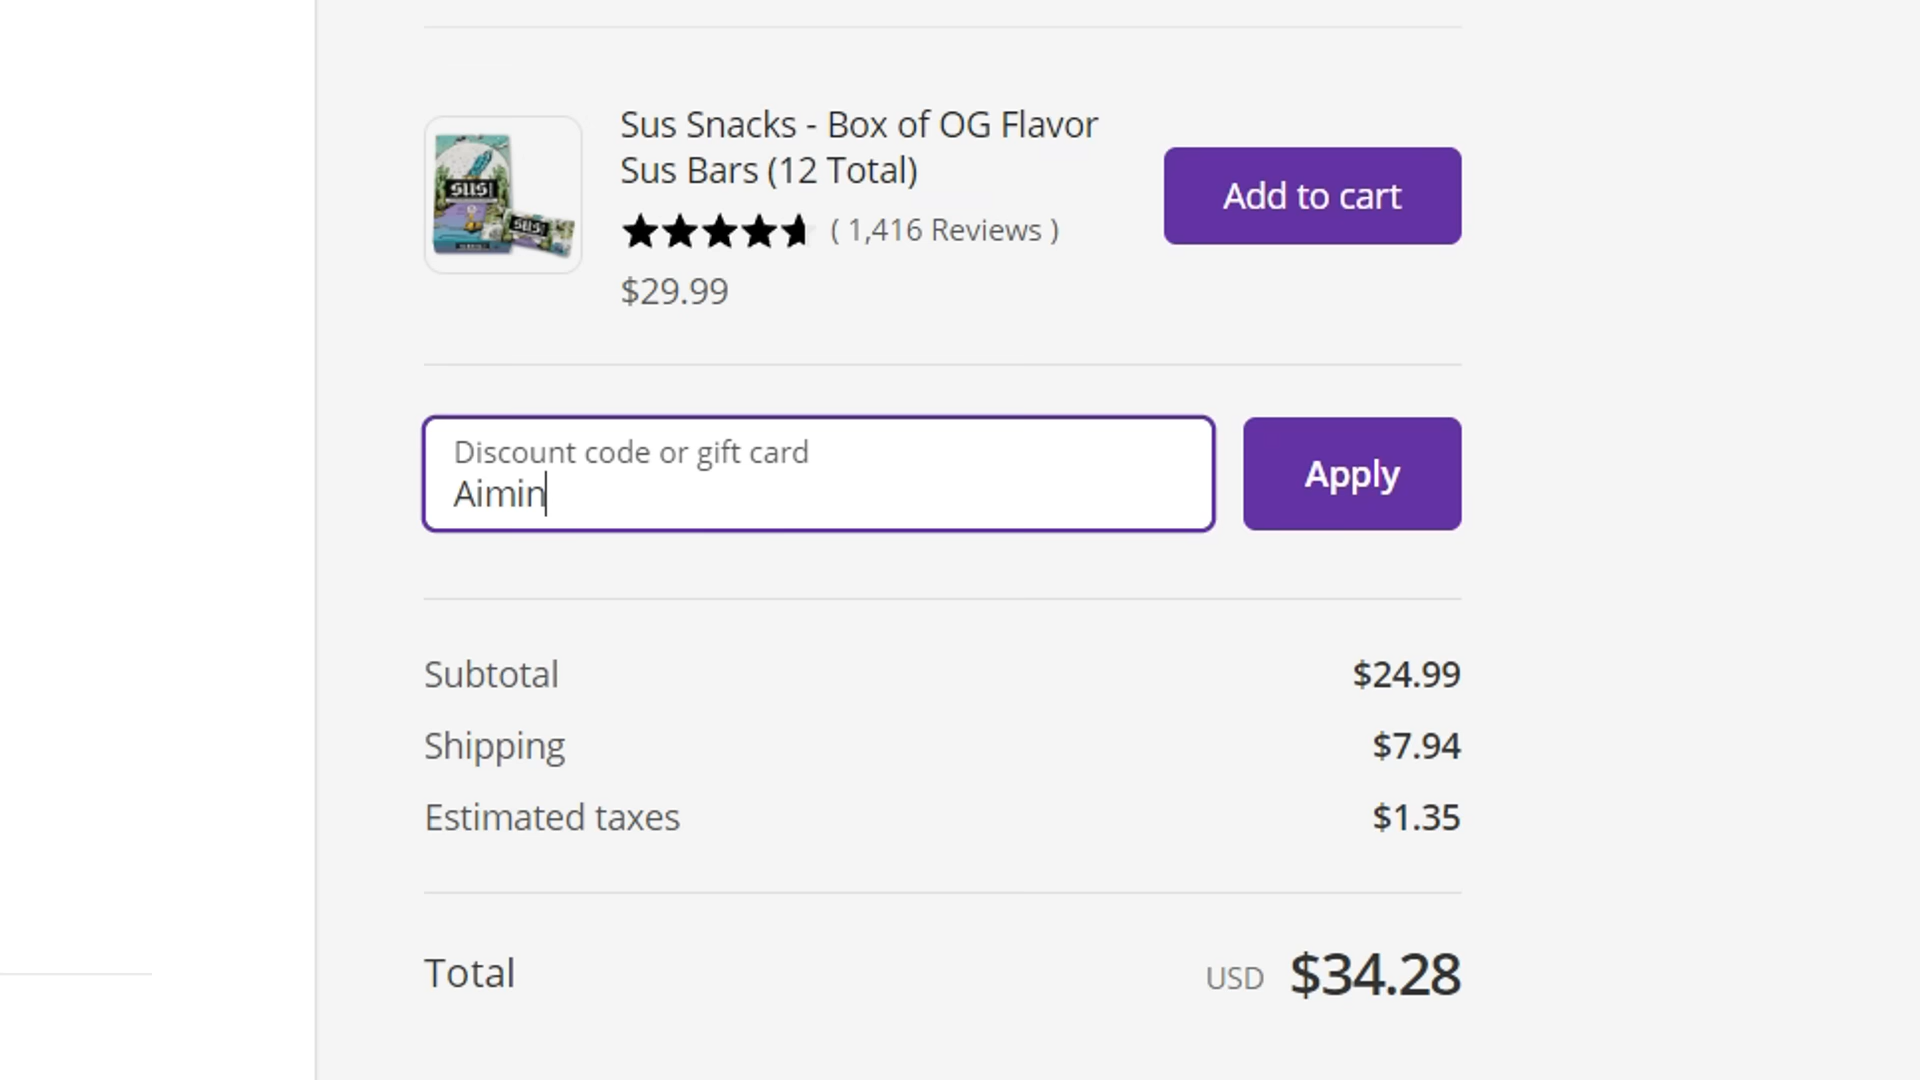 Sus Snacks - Box of OG Flavor
Sus Bars (12 Total)
( 1,416 Reviews )
$29.99
Add to cart
SUS!
SUS!
Discount code or gift card
Aimin
Apply
Subtotal $24.99
Shipping $7.94
Estimated taxes $1.35
Total USD $34.28